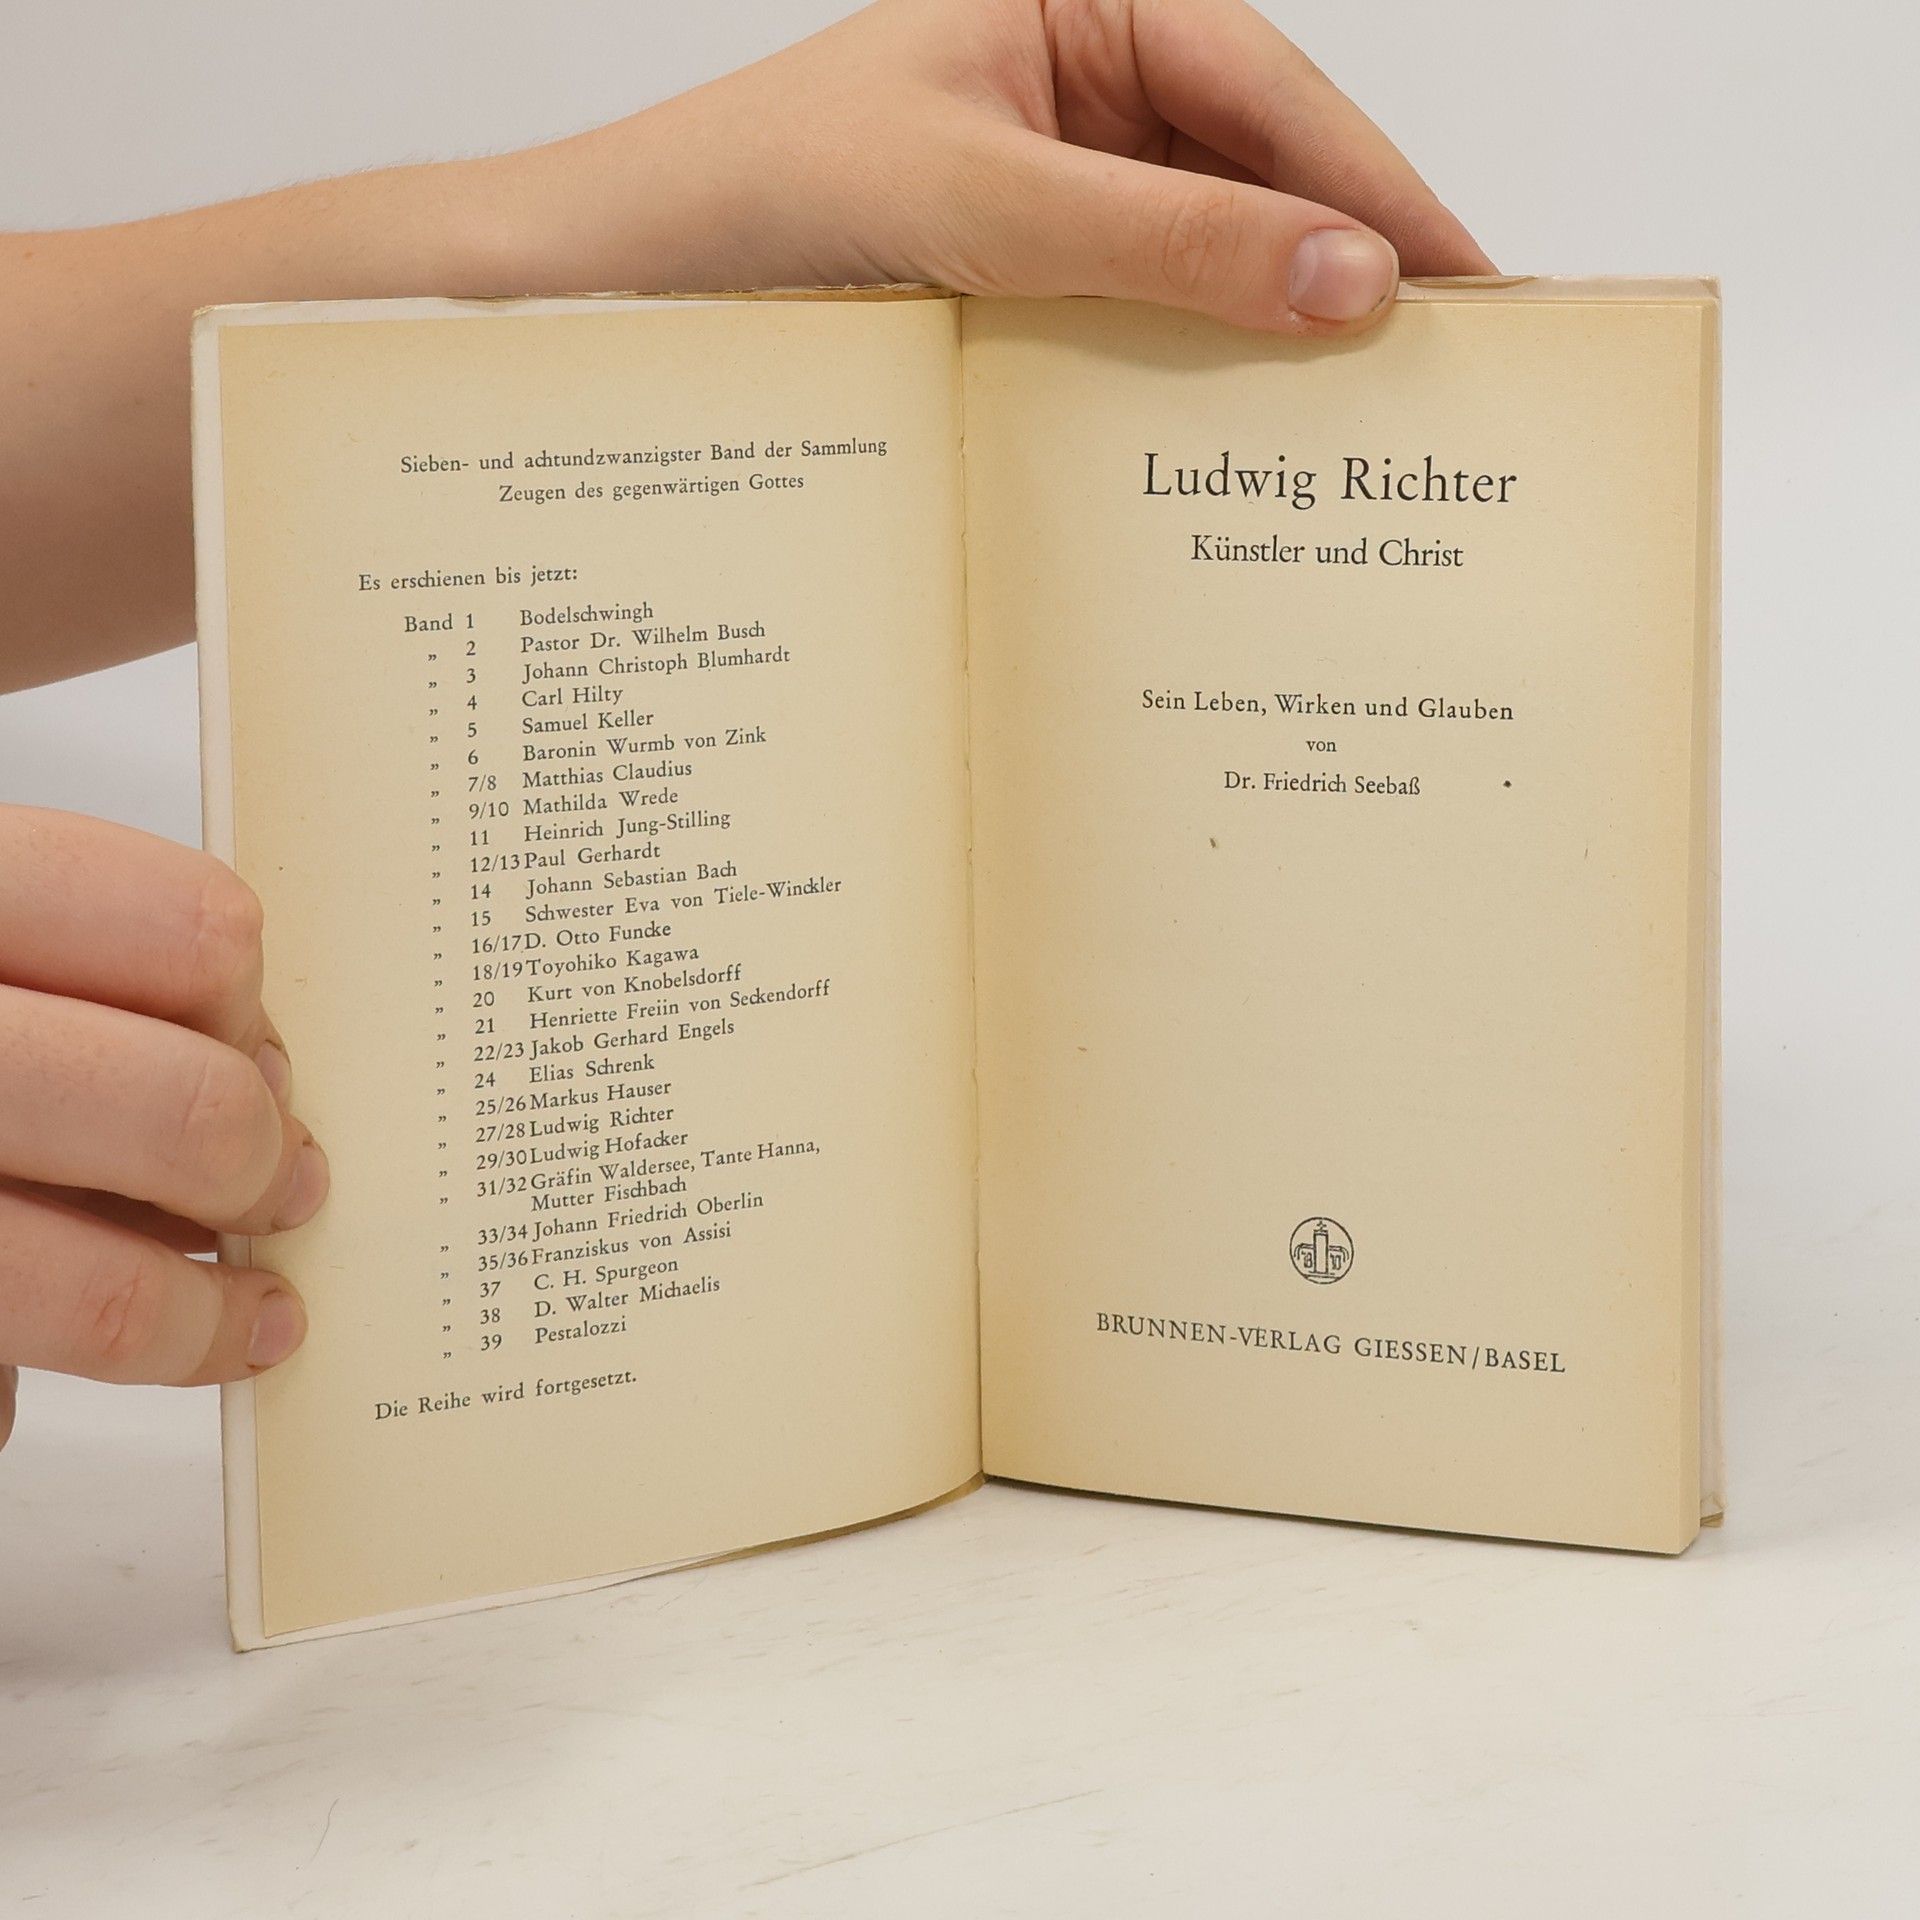 Sieben- und achtundzwanzigster Band der Sammlung
Zeugen des gegenwärtigen Gottes
Es erschienen bis jetzt:
Band 1 Bodelschwingh
„ 2 Pastor Dr. Wilhelm Busch
„ 3 Johann Christoph Blumhardt
„ 4 Carl Hilty
„ 5 Samuel Keller
„ 6 Baronin Wurmb von Zink
„ 7/8 Matthias Claudius
„ 9/10 Mathilda Wrede
„ 11 Heinrich Jung-Stilling
„ 12/13 Paul Gerhardt
„ 14 Johann Sebastian Bach
„ 15 Schwester Eva von Tiele-Winckler
„ 16/17 D. Otto Funcke
„ 18/19 Toyohiko Kagawa
„ 20 Kurt von Knobelsdorff
„ 21 Henriette Freiin von Seckendorff
„ 22/23 Jakob Gerhard Engels
„ 24 Elias Schrenk
„ 25/26 Markus Hauser
„ 27/28 Ludwig Richter
„ 29/30 Ludwig Hofacker
„ 31/32 Gräfin Waldersee, Tante Hanna,
Mutter Fischbach
„ 33/34 Johann Friedrich Oberlin
„ 35/36 Franziskus von Assisi
„ 37 C. H. Spurgeon
„ 38 D. Walter Michaelis
„ 39 Pestalozzi
Die Reihe wird fortgesetzt.
Ludwig Richter
Künstler und Christ
Sein Leben, Wirken und Glauben
von
Dr. Friedrich Seebaß
BRUNNEN-VERLAG GIESSEN/BASEL